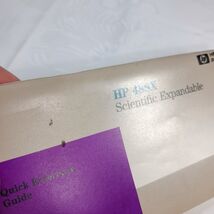 HP 48SX
Scientific Expandable
Quick Reference
Guide